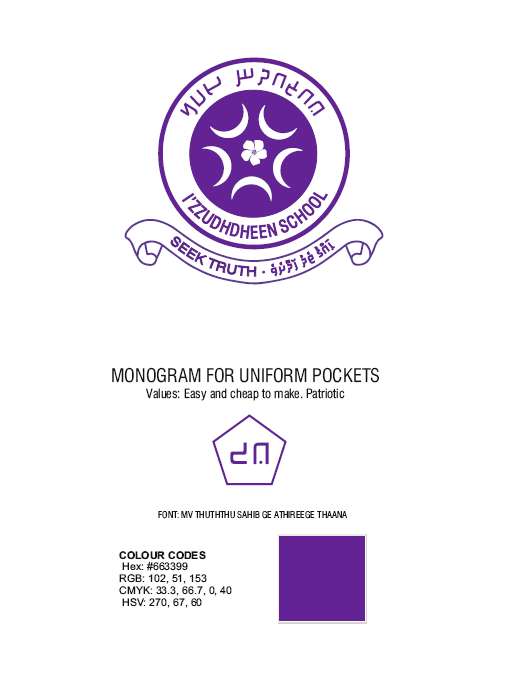 I'ZZUDHDHEEN SCHOOL
SEEK TRUTH ·
MONOGRAM FOR UNIFORM POCKETS
Values: Easy and cheap to make. Patriotic
FONT: MV THUTHTHU SAHIB GE ATHIREEGE THAANA
COLOUR CODES
Hex: #663399
RGB: 102, 51, 153
CMYK: 33.3, 66.7, 0, 40
HSV: 270, 67, 60